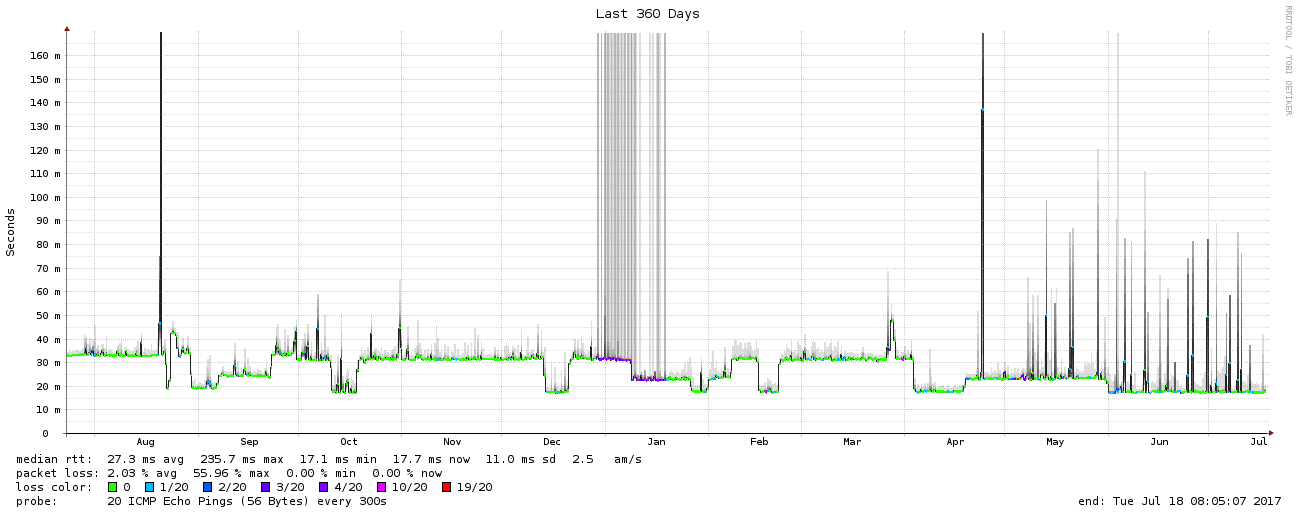 Last 360 Days
RRDTOOL / TOBI OETIKER
Seconds
160 m
150 m
140 m
130 m
120 m
110 m
100 m
90 m
80 m
70 m
60 m
50 m
40 m
30 m
20 m
10 m
0
Aug Sep Oct Nov Dec Jan Feb Mar Apr May Jun Jul
median rtt: 27.3 ms avg 235.7 ms max 17.1 ms min 17.7 ms now 11.0 ms sd 2.5 am/s
packet loss: 2.03 % avg 55.96 % max 0.00 % min 0.00 % now
loss color: 0 1/20 2/20 3/20 4/20 10/20 19/20
probe: 20 ICMP Echo Pings (56 Bytes) every 300s end: Tue Jul 18 08:05:07 2017